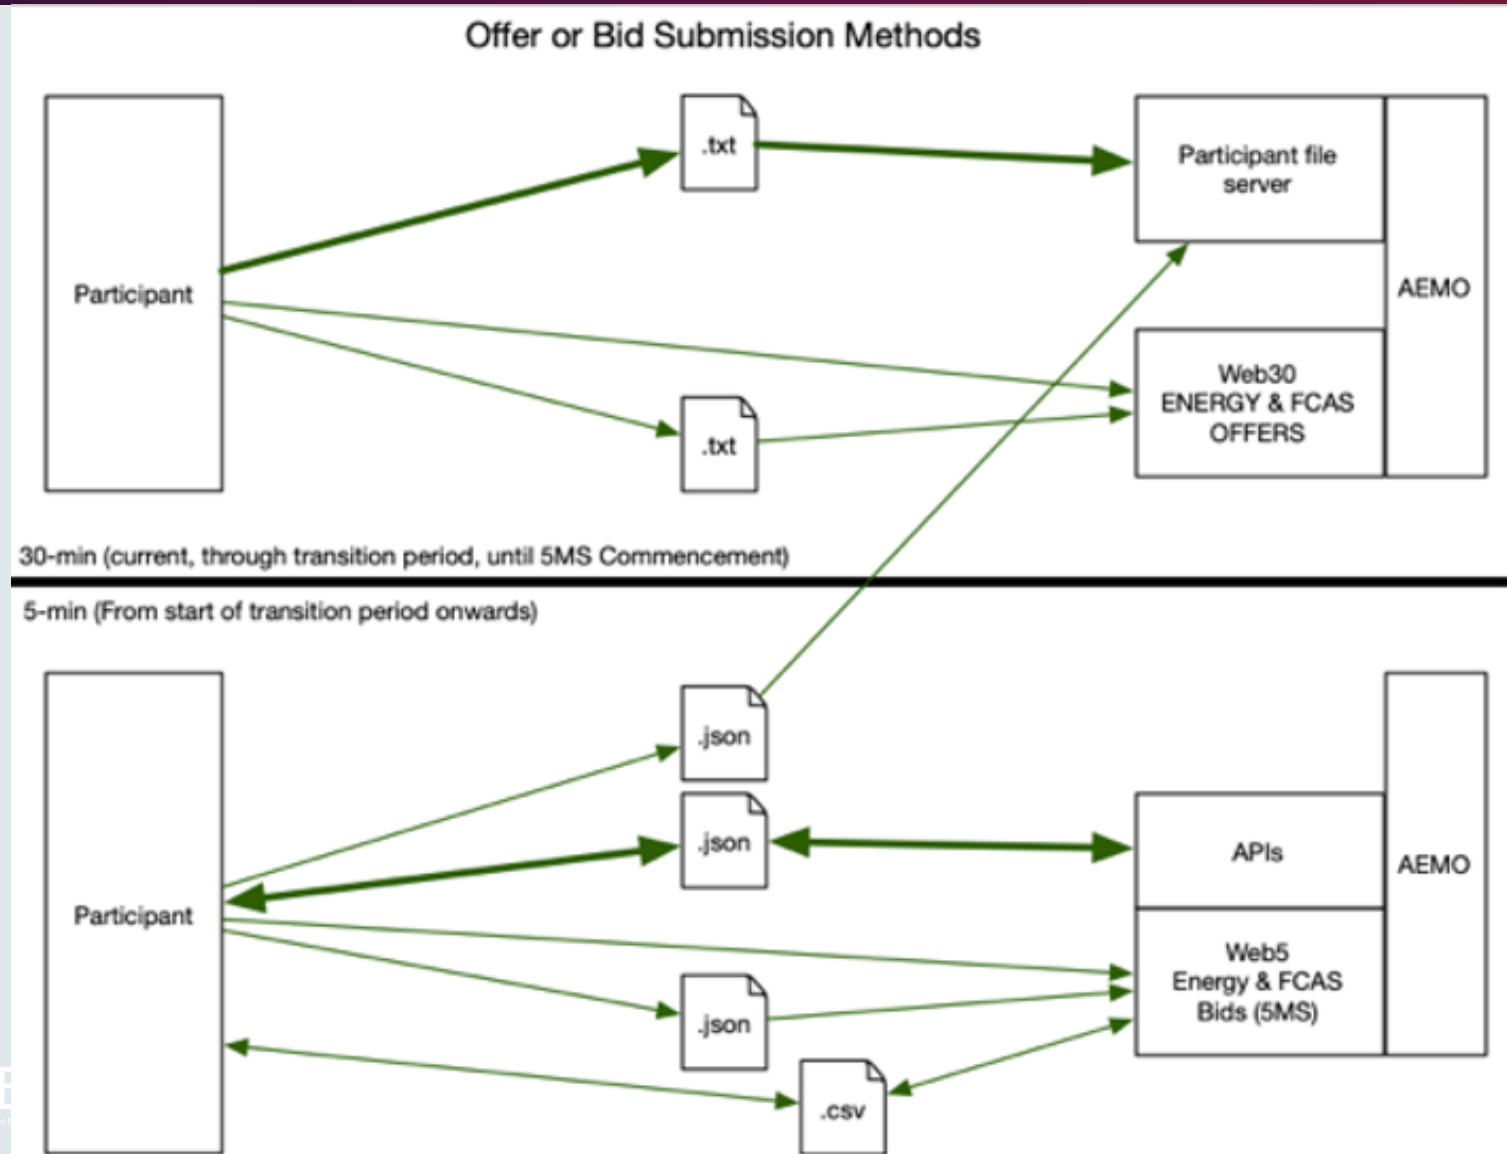 Offer or Bid Submission Methods
.txt
Participant file
server
Participant
AEMO
Web30
ENERGY & FCAS
OFFERS
.txt
30-min (current, through transition period, until 5MS Commencement)
5-min (From start of transition period onwards)
.json
.json
APIs
AEMO
Participant
Web5
Energy & FCAS
Bids (5MS)
.json
.csv